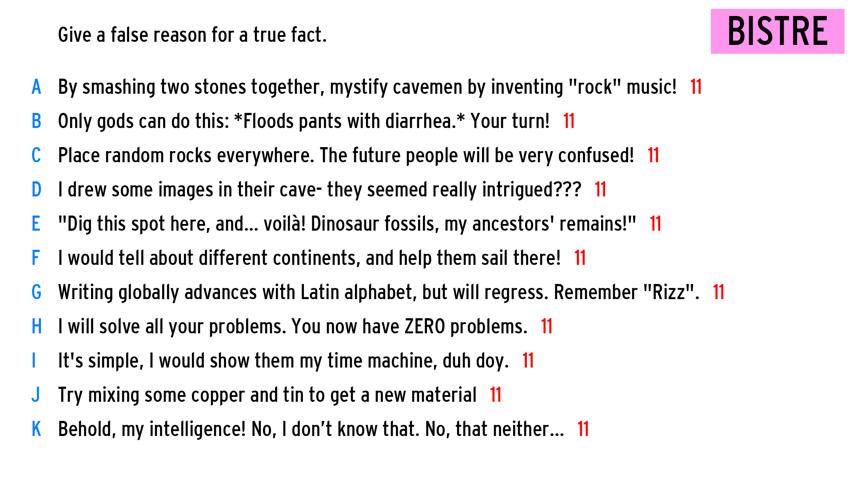 Give a false reason for a true fact.
BISTRE
A By smashing two stones together, mystify cavemen by inventing "rock" music! 11
B Only gods can do this: *Floods pants with diarrhea.* Your turn! 11
C Place random rocks everywhere. The future people will be very confused! 11
D I drew some images in their cave- they seemed really intrigued??? 11
E "Dig this spot here, and... voilà! Dinosaur fossils, my ancestors' remains!" 11
F I would tell about different continents, and help them sail there! 11
G Writing globally advances with Latin alphabet, but will regress. Remember "Rizz". 11
H I will solve all your problems. You now have ZERO problems. 11
I It's simple, I would show them my time machine, duh doy. 11
J Try mixing some copper and tin to get a new material 11
K Behold, my intelligence! No, I don't know that. No, that neither... 11